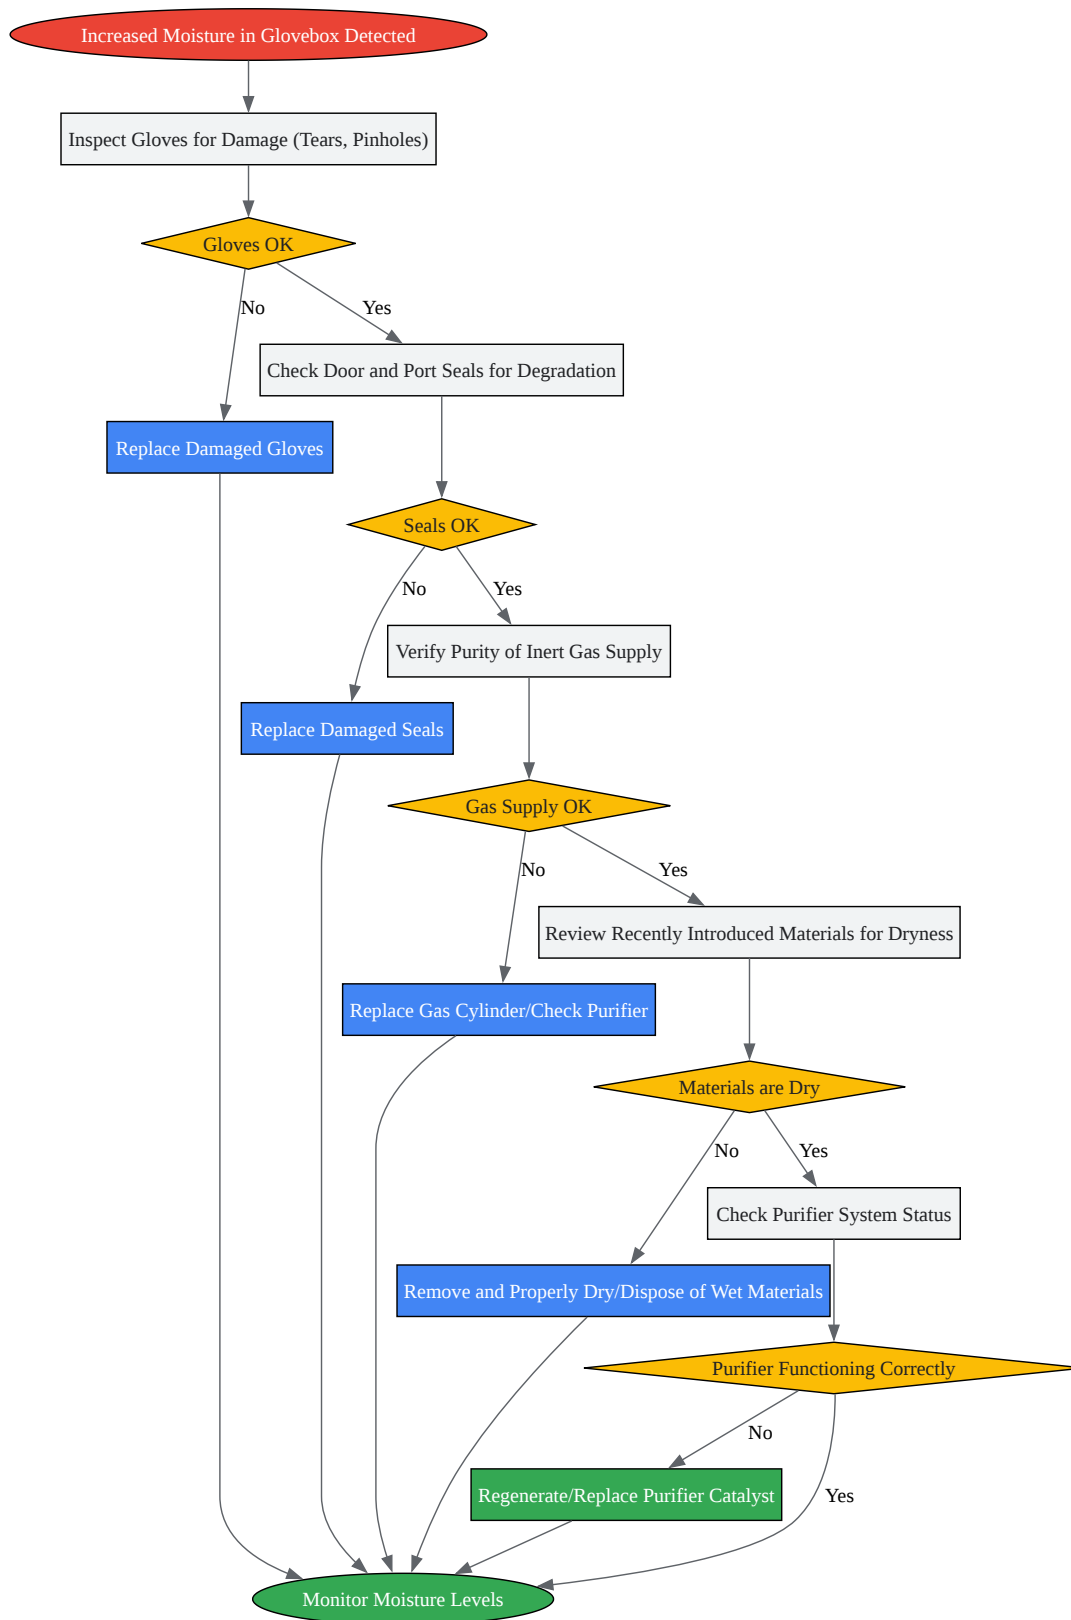 Increased Moisture in Glovebox Detected
Inspect Gloves for Damage (Tears, Pinholes)
Gloves OK
No
Yes
Check Door and Port Seals for Degradation
Replace Damaged Gloves
Seals OK
No
Yes
Verify Purity of Inert Gas Supply
Replace Damaged Seals
Gas Supply OK
No
Yes
Review Recently Introduced Materials for Dryness
Replace Gas Cylinder/Check Purifier
Materials are Dry
No
Yes
Check Purifier System Status
Remove and Properly Dry/Dispose of Wet Materials
Purifier Functioning Correctly
No
Regenerate/Replace Purifier Catalyst
Yes
Monitor Moisture Levels